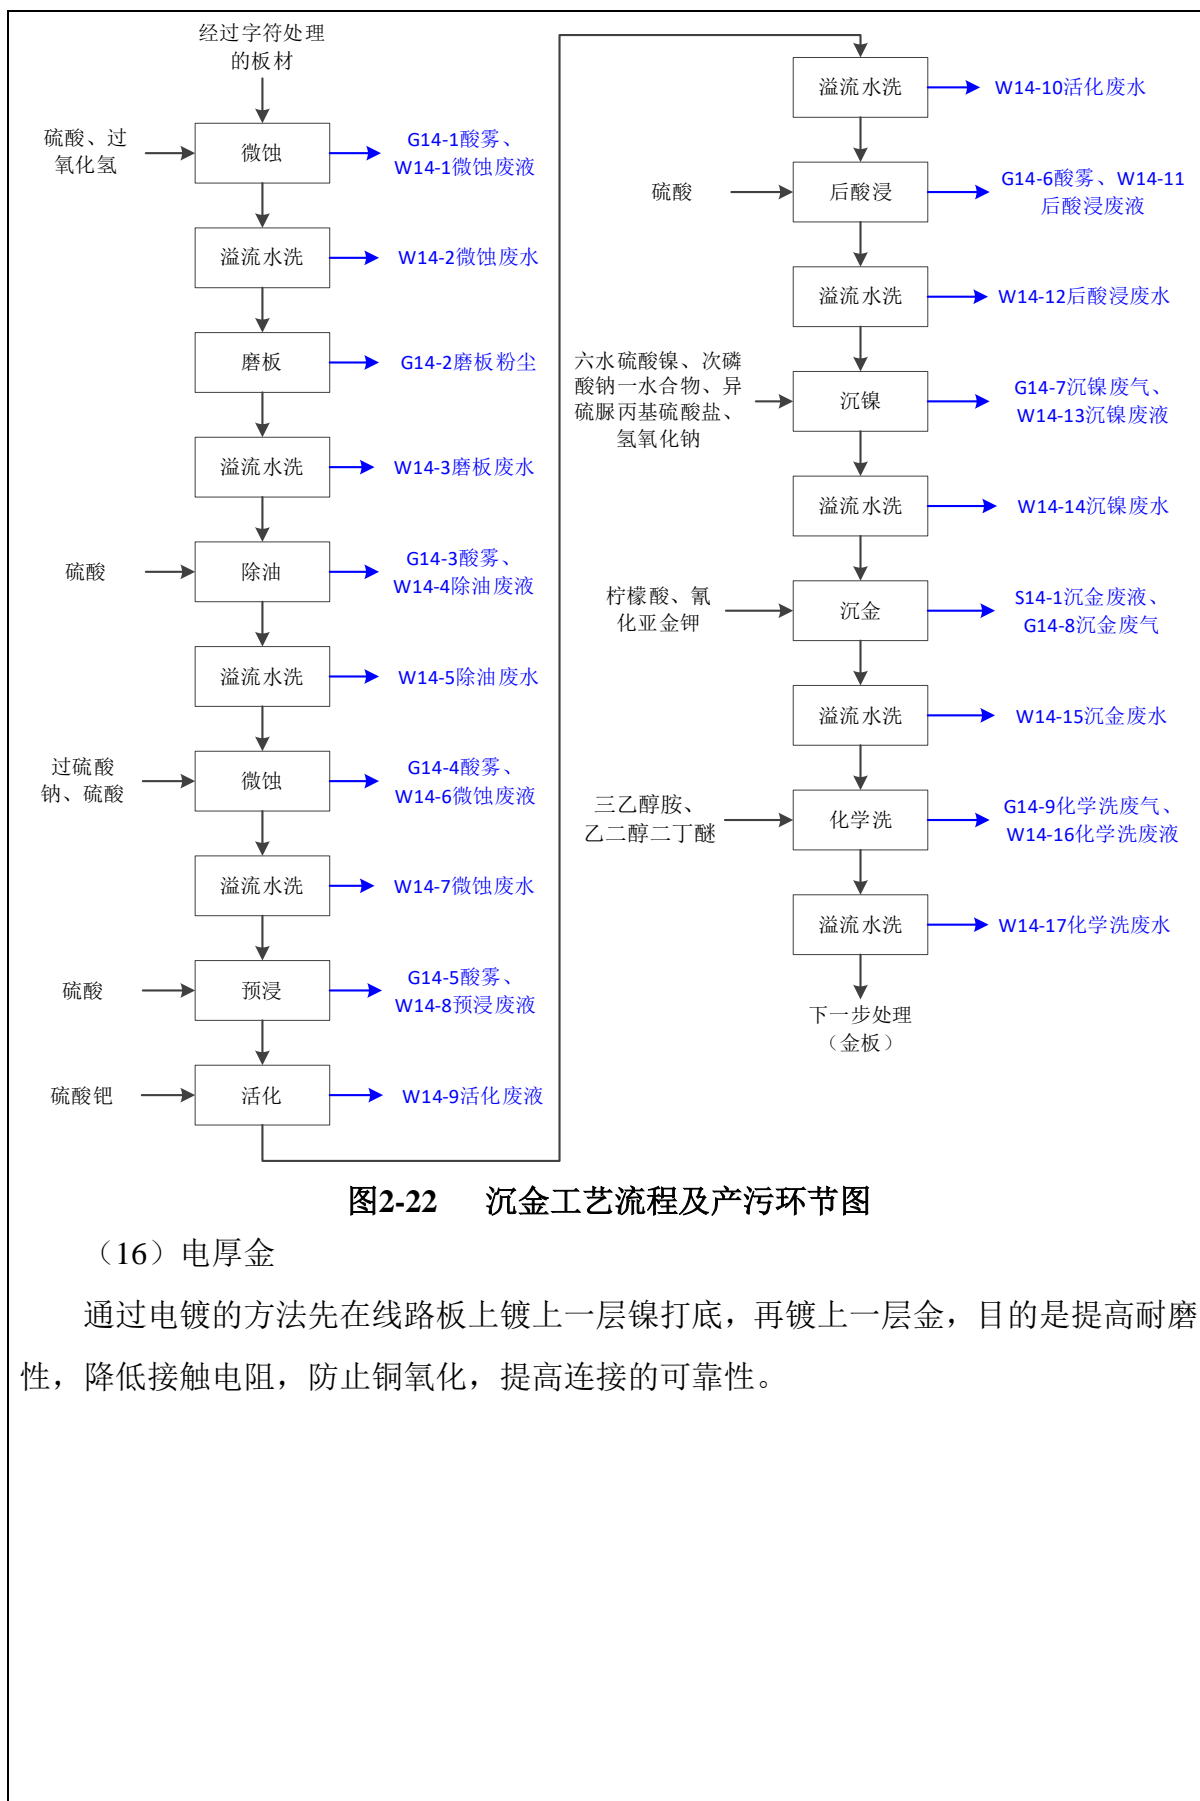 经过字符处理
的板材
硫酸、过
氧化氢
微蚀
G14-1酸雾、
W14-1微蚀废液
溢流水洗
W14-2微蚀废水
磨板
G14-2磨板粉尘
溢流水洗
W14-3磨板废水
硫酸
除油
G14-3酸雾、
W14-4除油废液
溢流水洗
W14-5除油废水
过硫酸
钠、硫酸
微蚀
G14-4酸雾、
W14-6微蚀废液
溢流水洗
W14-7微蚀废水
硫酸
预浸
G14-5酸雾、
W14-8预浸废液
硫酸钯
活化
W14-9活化废液
溢流水洗
W14-10活化废水
硫酸
后酸浸
G14-6酸雾、W14-11
后酸浸废液
溢流水洗
W14-12后酸浸废水
六水硫酸镍、次磷
酸钠一水合物、异
硫脲丙基硫酸盐、
氢氧化钠
沉镍
G14-7沉镍废气、
W14-13沉镍废液
溢流水洗
W14-14沉镍废水
柠檬酸、氰
化亚金钾
沉金
S14-1沉金废液、
G14-8沉金废气
溢流水洗
W14-15沉金废水
三乙醇胺、
乙二醇二丁醚
化学洗
G14-9化学洗废气、
W14-16化学洗废液
溢流水洗
W14-17化学洗废水
下一步处理
（金板）
图2-22 沉金工艺流程及产污环节图
（16）电厚金
通过电镀的方法先在线路板上镀上一层镍打底，再镀上一层金，目的是提高耐磨
性，降低接触电阻，防止铜氧化，提高连接的可靠性。